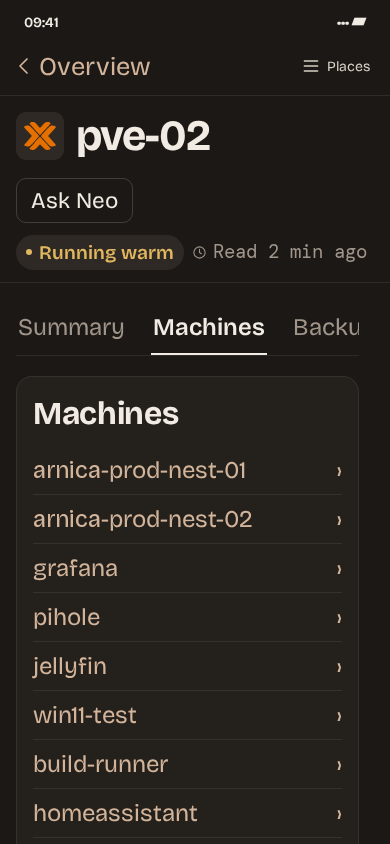 09:41
Overview
Places
pve-02
Ask Neo
Running warm
Read 2 min ago
Summary Machines Backu
Machines
arnica-prod-nest-01
arnica-prod-nest-02
grafana
pihole
jellyfin
win11-test
build-runner
homeassistant